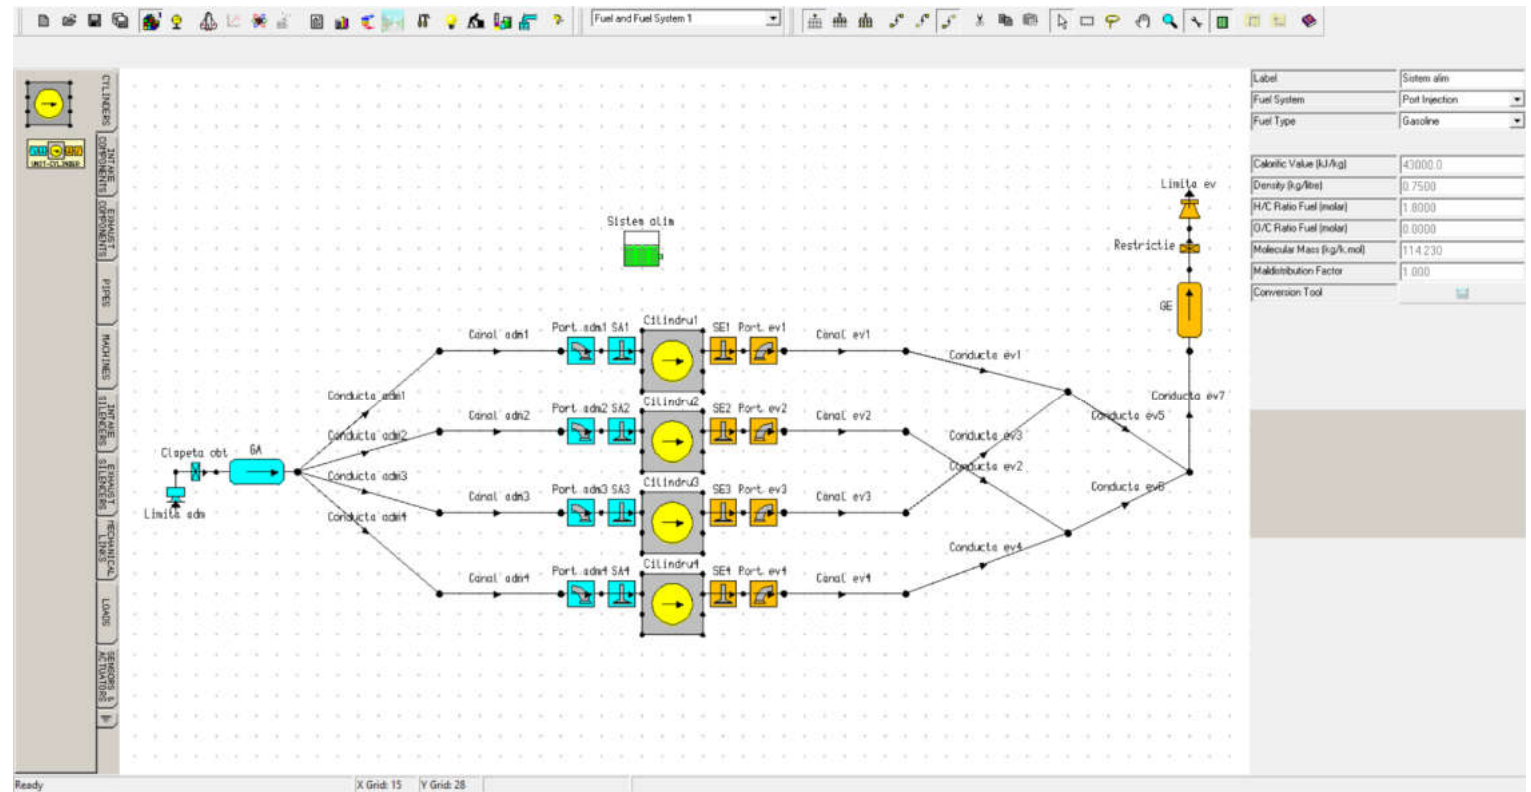 Fuel and Fuel System 1
CYLINDERS
UNIT-CYLINDER
INTAKE
COMPONENTS
EXHAUST
COMPONENTS
PIPES
MACHINES
INTAKE
SILENCERS
EXHAUST
SILENCERS
MECHANICAL
LINKS
LOADS
SENSORS &
ACTUATORS
Limita ev
Sistem alim
Restrictie
GE
Canal adm1
Port adm1 SA1
Cilindru1
SE1 Port ev1
Canal ev1
Conducta ev1
Conducta adm1
Conducta ev7
Canal adm2
Port adm2 SA2
Cilindru2
SE2 Port ev2
Canal ev2
Conducta ev5
Conducta adm2
Conducta ev3
Clapeta obt
GA
Conducta ev2
Conducta adm3
Canal adm3
Port adm3 SA3
Cilindru3
SE3 Port ev3
Canal ev3
Conducta ev6
Limita adm
Conducta adm4
Conducta ev4
Canal adm4
Port adm4 SA4
Cilindru4
SE4 Port ev4
Canal ev4
Label Sistem alim
Fuel System Port Injection
Fuel Type Gasoline
Calorific Value (kJ/kg) 43000.0
Density (kg/litre) 0.7500
H/C Ratio Fuel (molar) 1.8000
O/C Ratio Fuel (molar) 0.0000
Molecular Mass (kg/k.mol) 114.230
Maldistribution Factor 1.000
Conversion Tool
Ready X Grid: 15 Y Grid: 28